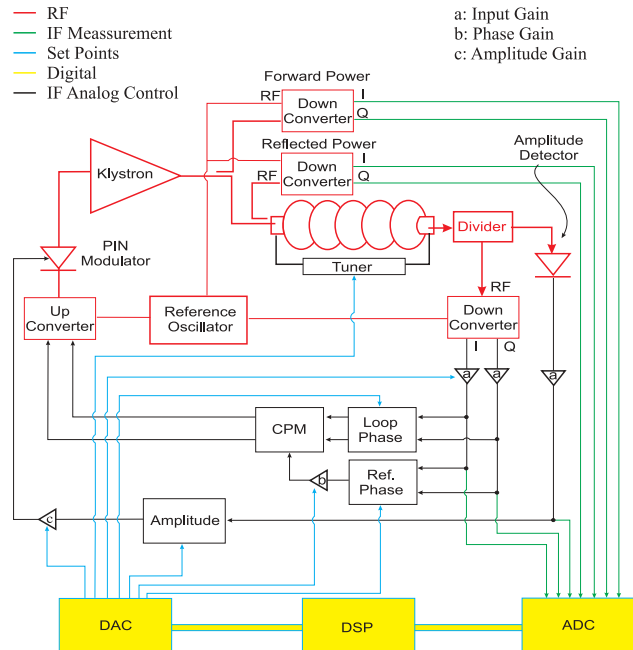 RF
IF Meassurement
Set Points
Digital
IF Analog Control
a: Input Gain
b: Phase Gain
c: Amplitude Gain
Forward Power
RF
Down
Converter
I
Q
Reflected Power
RF
Down
Converter
I
Q
Amplitude
Detector
Klystron
PIN
Modulator
Tuner
Divider
RF
Up
Converter
Reference
Oscillator
Down
Converter
I
Q
a
a
a
CPM
Loop
Phase
b
Ref.
Phase
c
Amplitude
DAC
DSP
ADC